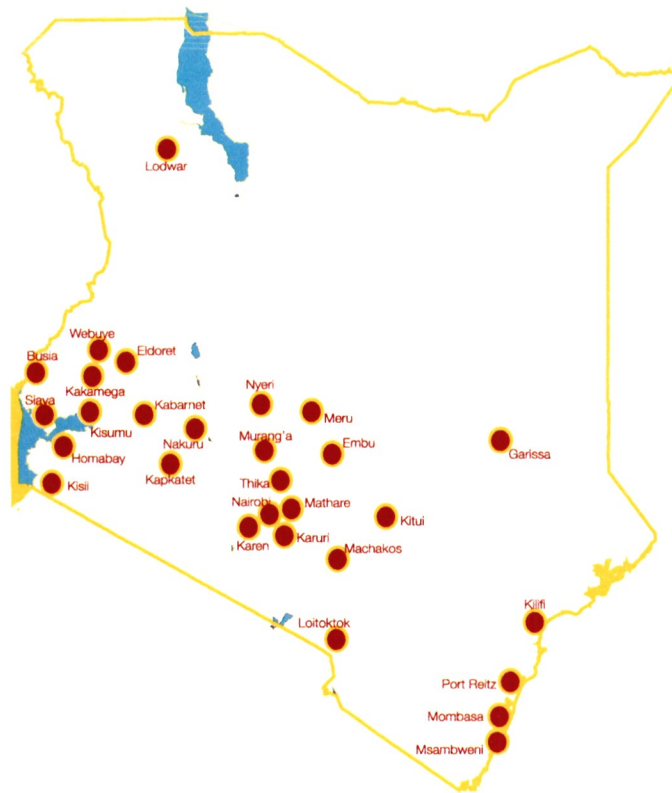 Lodwar
Webuye
Eldoret
Busia
Kakamega
Nyeri
Siaya
Kabarnet
Meru
Kisumu
Nakuru
Murang'a
Embu
Garissa
Homabay
Kapkatet
Thika
Kisii
Nairobi
Mathare
Kitui
Karen
Karuri
Machakos
Kilifi
Loitoktok
Port Reitz
Mombasa
Msambweni